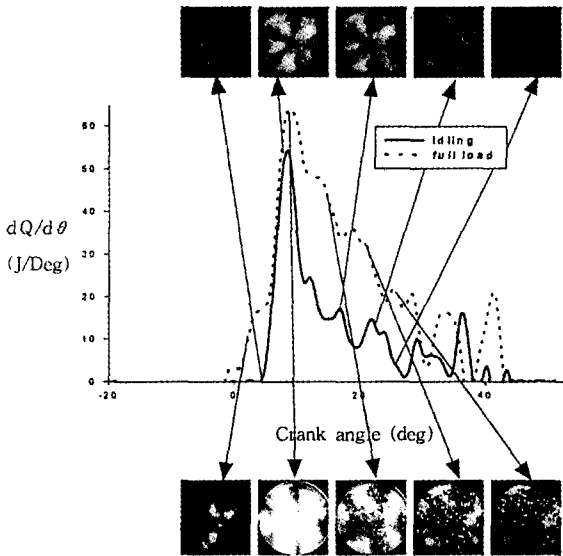 60
50
40
30
20
10
0
dQ/dθ
(J/Deg)
Idling
full load
-20
0
20
40
Crank angle (deg)